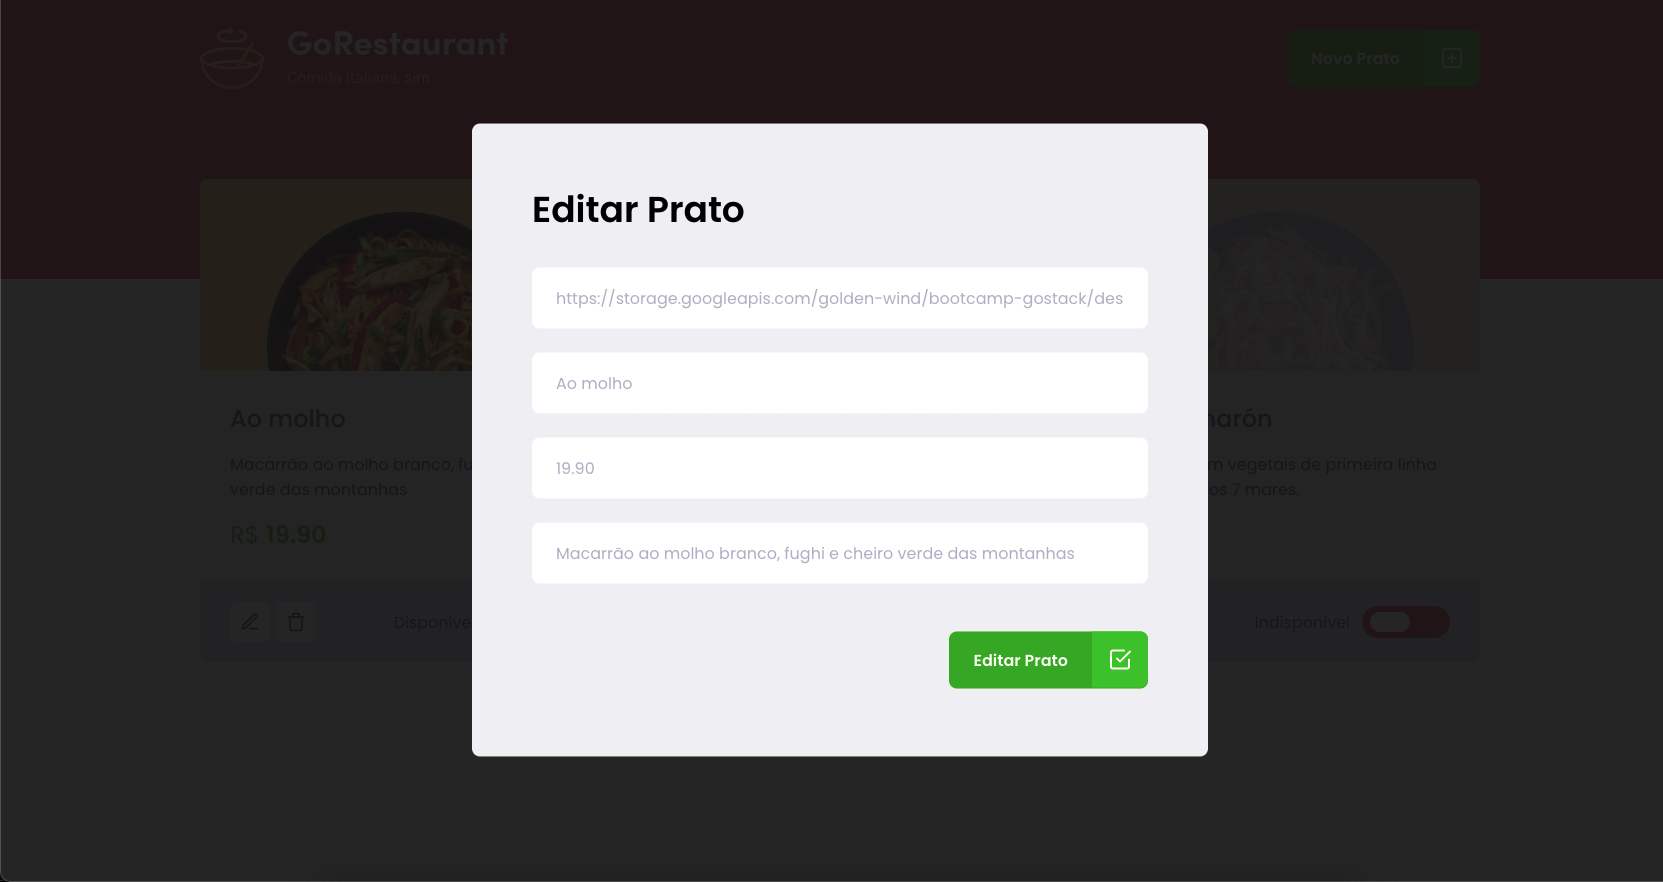 GoRestaurant
Comida Italiana, sim
Novo Prato
Editar Prato
https://storage.googleapis.com/golden-wind/bootcamp-gostack/des
Ao molho
19.90
Macarrão ao molho branco, fughi e cheiro verde das montanhas
Editar Prato
Ao molho
Macarrão ao molho branco, fu
verde das montanhas
R$ 19.90
Disponíve
narón
m vegetais de primeira linha
os 7 mares.
Indisponível